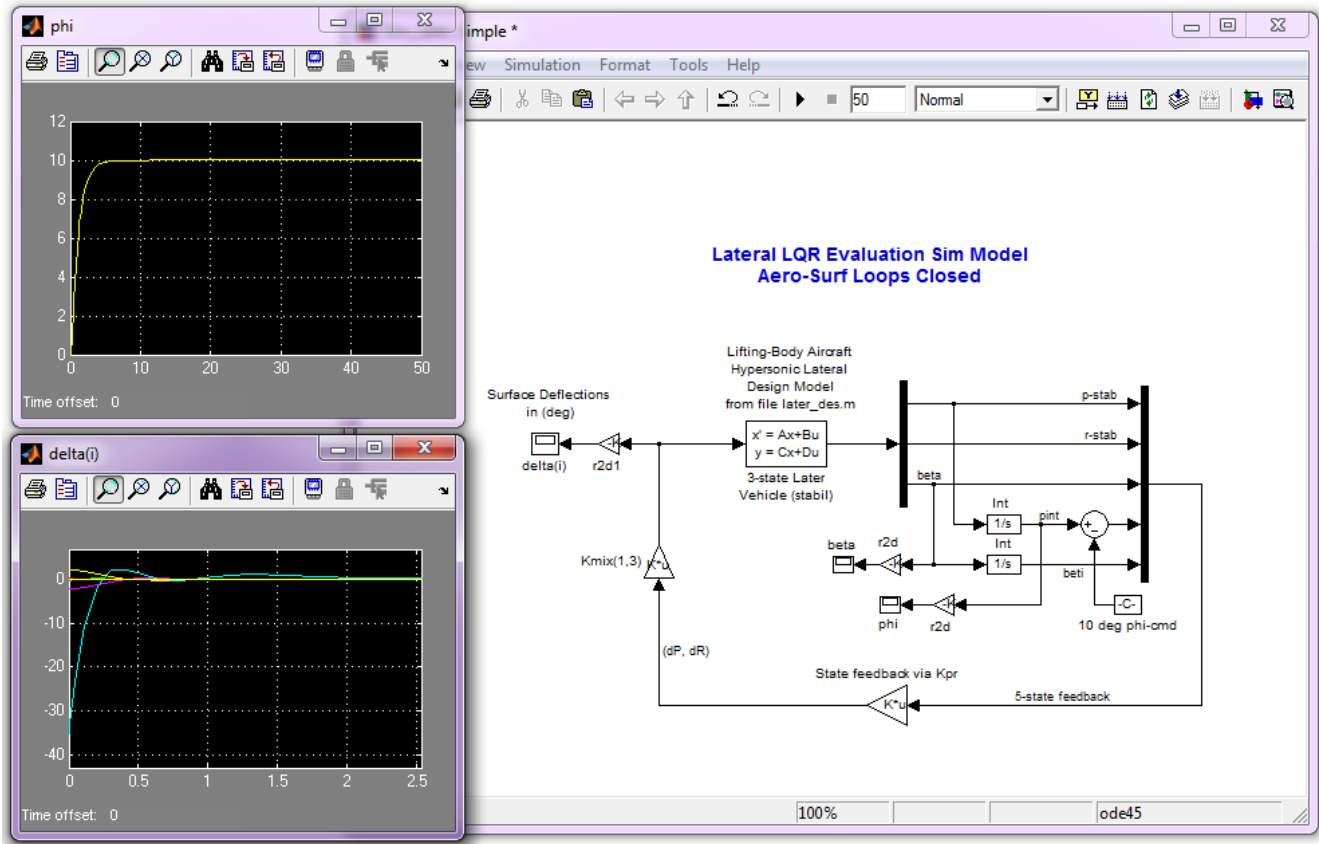 phi
12
10
8
6
4
2
0
0
10
20
30
40
50
Time offset: 0
delta(i)
0
-10
-20
-30
-40
0
0.5
1
1.5
2
2.5
Time offset: 0
imple *
ew Simulation Format Tools Help
50
Normal
Lateral LQR Evaluation Sim Model
Aero-Surf Loops Closed
Surface Deflections
in (deg)
delta(i)
-K
r2d1
Lifting-Body Aircraft
Hypersonic Lateral
Design Model
from file later_des.m
x' = Ax+Bu
y = Cx+Du
3-state Later
Vehicle (stabil)
p-stab
r-stab
beta
Int
1/s
pint
+
-
Int
1/s
beti
beta
r2d
-K
phi
-K
r2d
-C-
10 deg phi-cmd
Kmix(1,3)
K*u
(dP, dR)
State feedback via Kpr
K*u
5-state feedback
100%
ode45